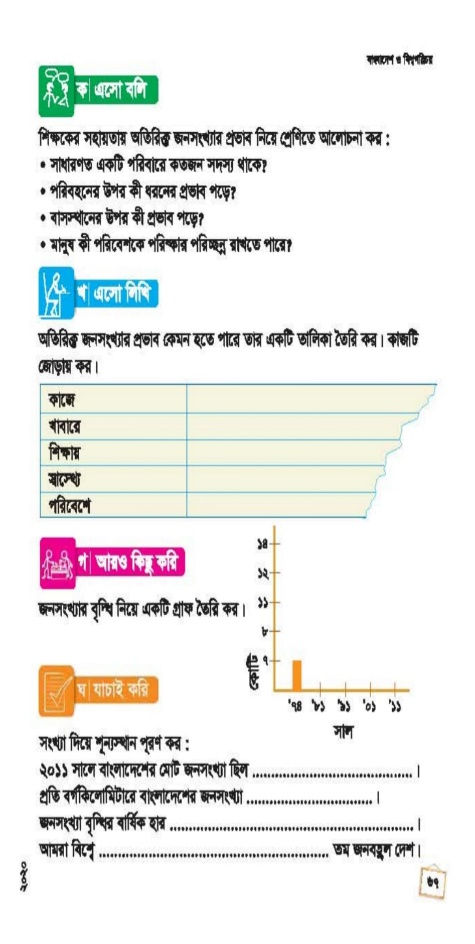 বাংলাদেশ ও বিশ্বপরিচয়
ক এসো বলি
শিক্ষকের সহায়তায় অতিরিক্ত জনসংখ্যার প্রভাব নিয়ে শ্রেণিতে আলোচনা কর :
• সাধারণত একটি পরিবারে কতজন সদস্য থাকে?
• পরিবহনের উপর কী ধরনের প্রভাব পড়ে?
• বাসস্থানের উপর কী প্রভাব পড়ে?
• মানুষ কী পরিবেশকে পরিষ্কার পরিচ্ছন্ন রাখতে পারে?
খ এসো লিখি
অতিরিক্ত জনসংখ্যার প্রভাব কেমন হতে পারে তার একটি তালিকা তৈরি কর। কাজটি
জোড়ায় কর।
কাজে
খাবারে
শিক্ষায়
স্বাস্থ্যে
পরিবেশে
গ আরও কিছু করি
জনসংখ্যার বৃদ্ধি নিয়ে একটি গ্রাফ তৈরি কর।
১৪
১২
১১
৮
৭
কোটি
'৭৪ '৮১ '৯১ '০১ '১১
সাল
ঘ যাচাই করি
সংখ্যা দিয়ে শূন্যস্থান পূরণ কর :
২০১১ সালে বাংলাদেশের মোট জনসংখ্যা ছিল ........................................ ।
প্রতি বর্গকিলোমিটারে বাংলাদেশের জনসংখ্যা ................................ ।
জনসংখ্যা বৃদ্ধির বার্ষিক হার ............................................................ ।
আমরা বিশ্বে ........................................................ তম জনবহুল দেশ।
২০২০
৬৭